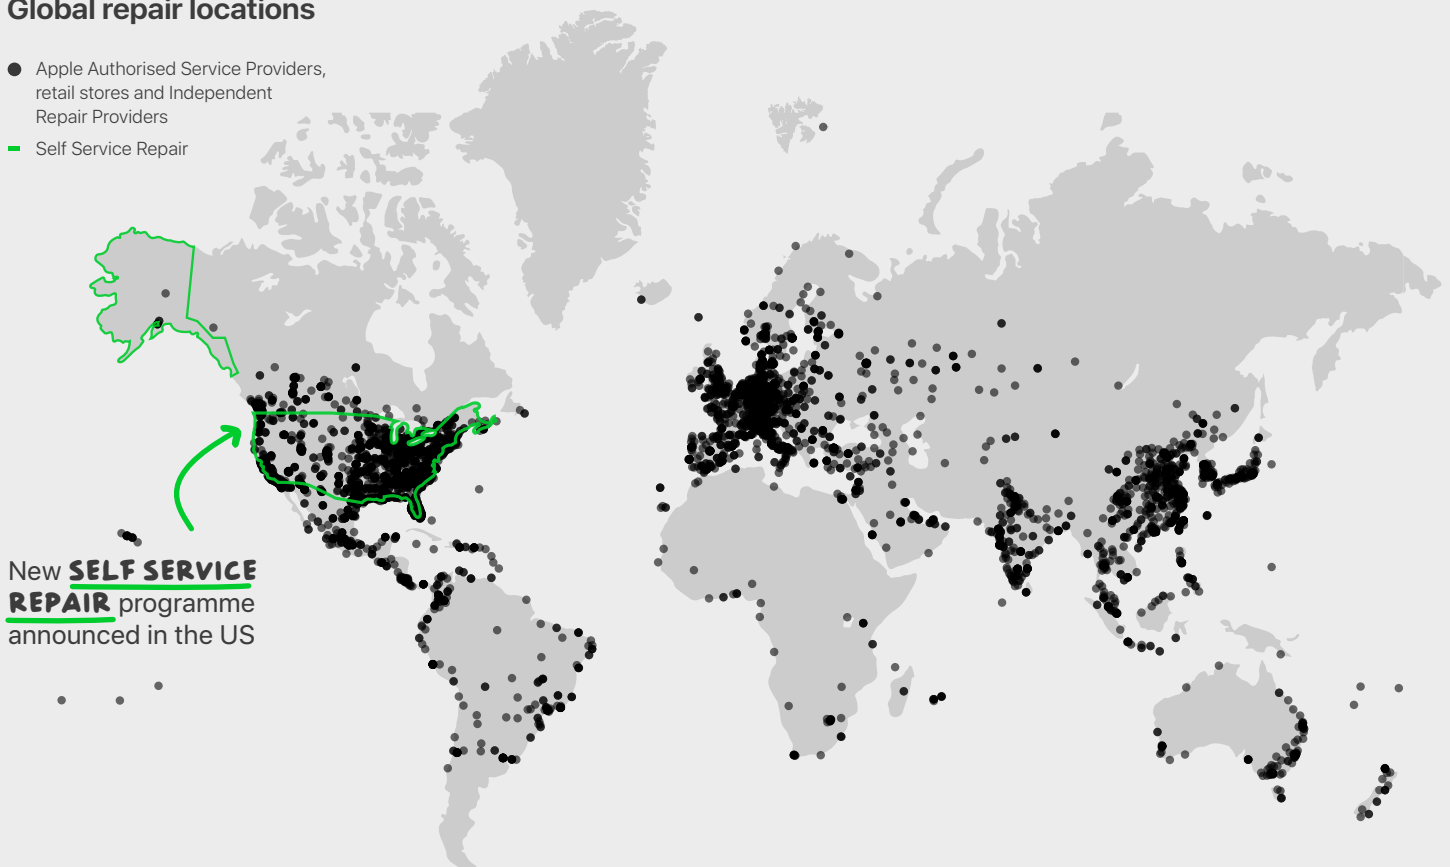 Global repair locations
Apple Authorised Service Providers,
retail stores and Independent
Repair Providers
Self Service Repair
New SELF SERVICE
REPAIR programme
announced in the US